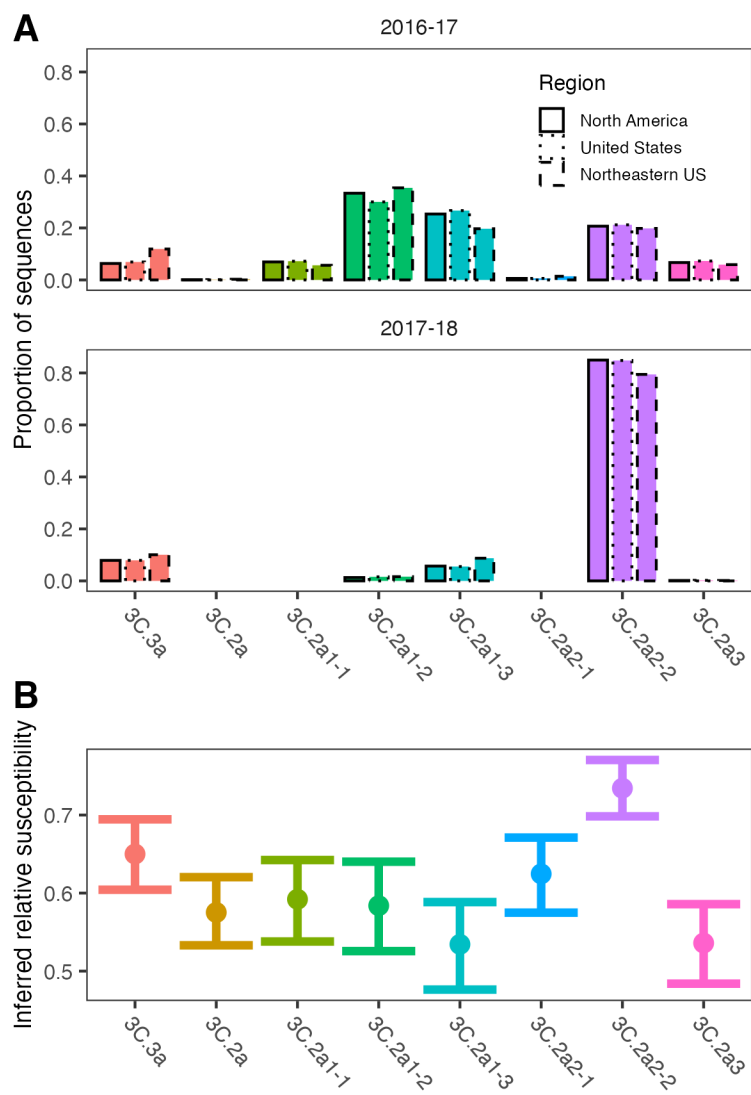 A
2016-17
Proportion of sequences
0.8
0.6
0.4
0.2
0.0
Region
North America
United States
Northeastern US
2017-18
0.8
0.6
0.4
0.2
0.0
3C.3a
3C.2a
3C.2a1-1
3C.2a1-2
3C.2a1-3
3C.2a2-1
3C.2a2-2
3C.2a3
B
Inferred relative susceptibility
0.7
0.6
0.5
3C.3a
3C.2a
3C.2a1-1
3C.2a1-2
3C.2a1-3
3C.2a2-1
3C.2a2-2
3C.2a3